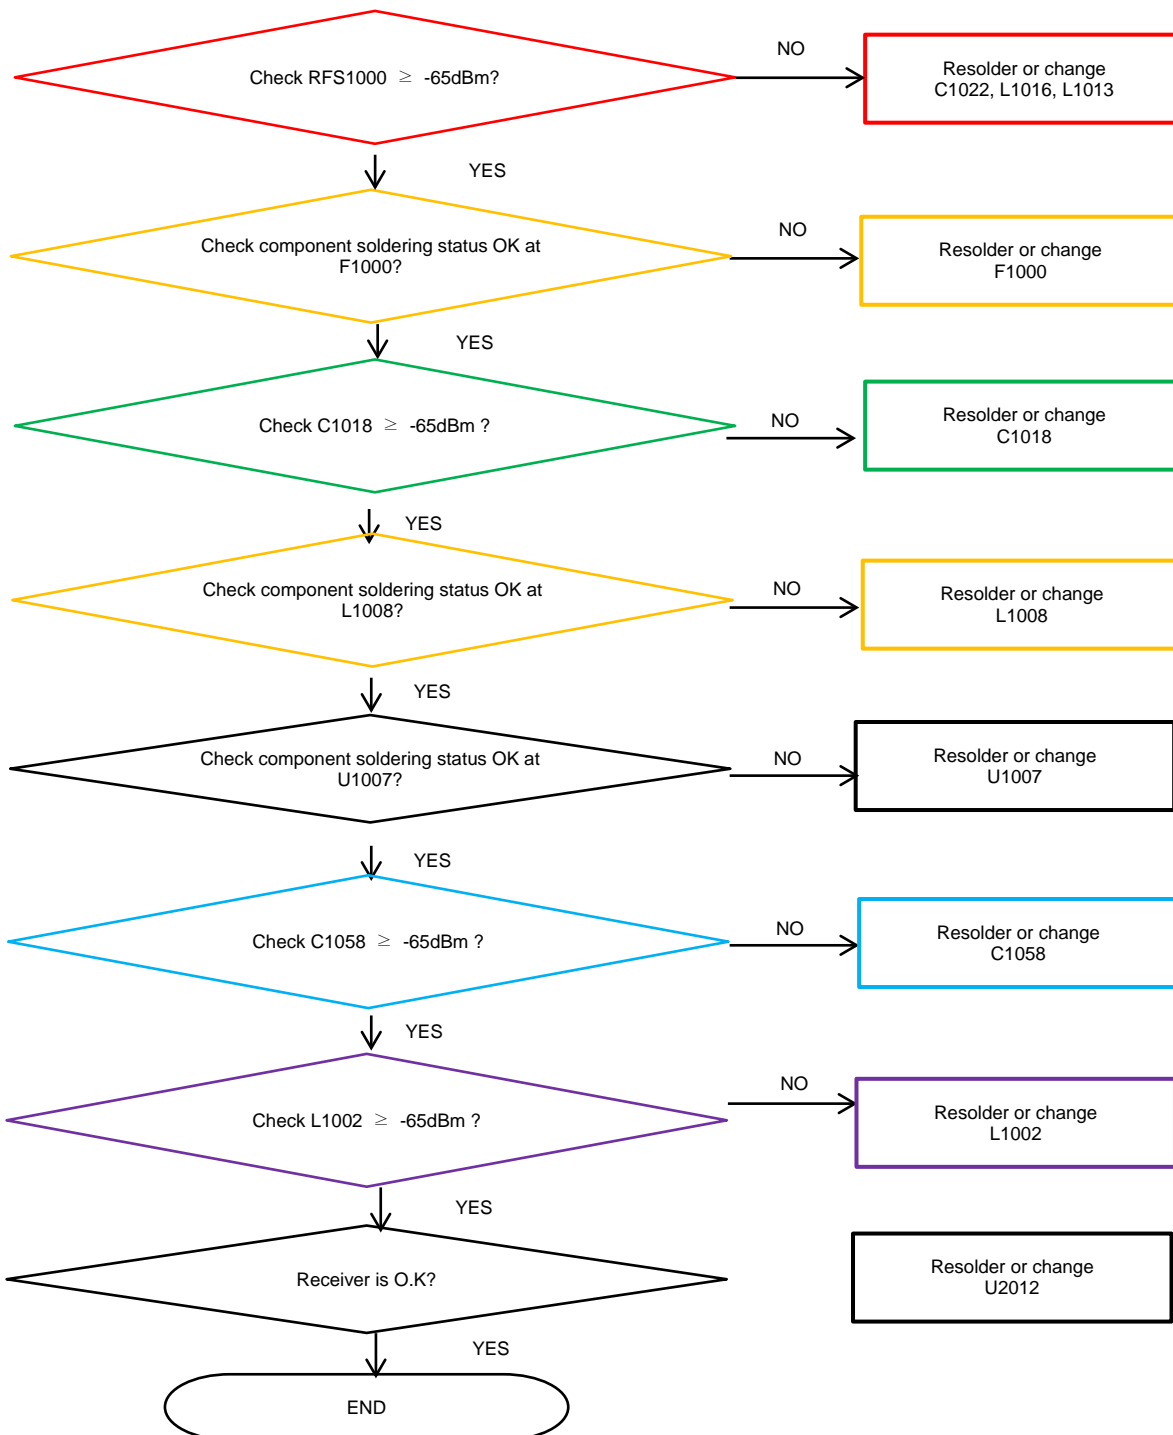 Check RFS1000 ≥ -65dBm?
NO
Resolder or change
C1022, L1016, L1013
YES
Check component soldering status OK at
F1000?
NO
Resolder or change
F1000
YES
Check C1018 ≥ -65dBm ?
NO
Resolder or change
C1018
YES
Check component soldering status OK at
L1008?
NO
Resolder or change
L1008
YES
Check component soldering status OK at
U1007?
NO
Resolder or change
U1007
YES
Check C1058 ≥ -65dBm ?
NO
Resolder or change
C1058
YES
Check L1002 ≥ -65dBm ?
NO
Resolder or change
L1002
YES
Receiver is O.K?
Resolder or change
U2012
YES
END